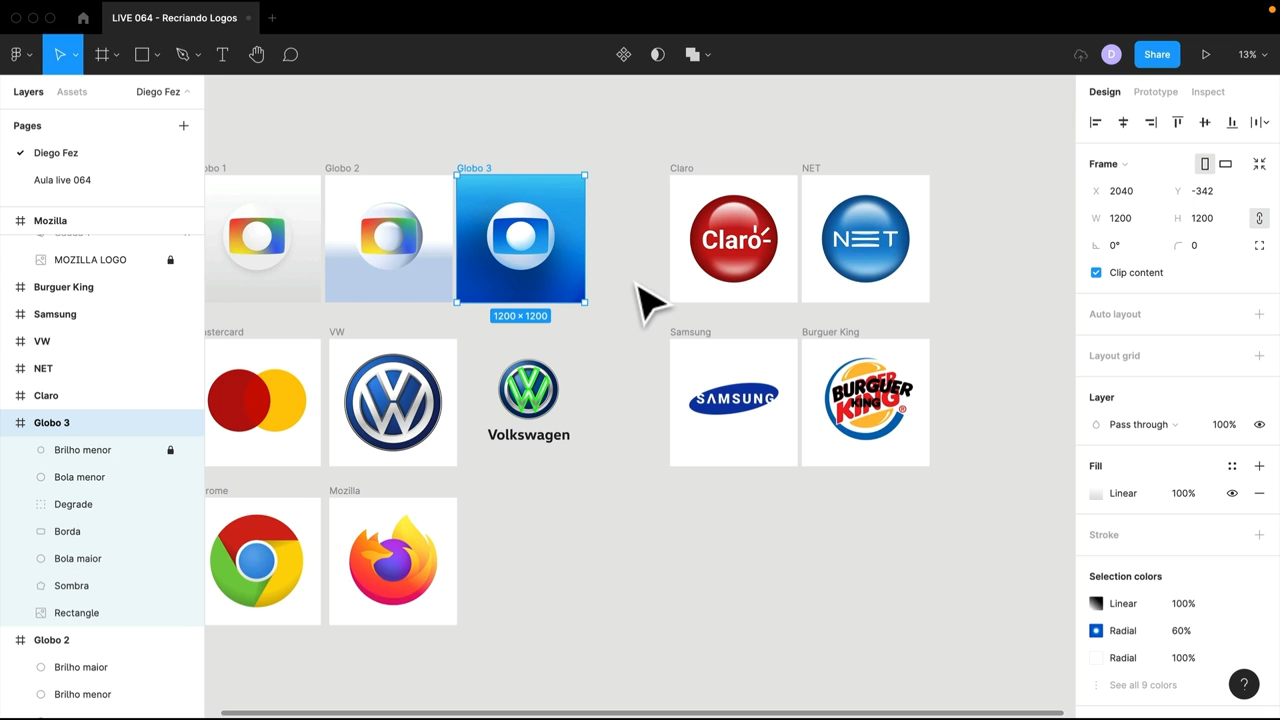 LIVE 064 - Recriando Logos
D
Share
13%
Layers
Assets
Diego Fez
Pages
Diego Fez
Aula live 064
Mozilla
MOZILLA LOGO
Burguer King
Samsung
VW
NET
Claro
Globo 3
Brilho menor
Bola menor
Degrade
Borda
Bola maior
Sombra
Rectangle
Globo 2
Brilho maior
Brilho menor
obo 1
Globo 2
Globo 3
1200 × 1200
Claro
NET
Claro
NET
astercard
VW
Volkswagen
Samsung
Burguer King
SAMSUNG
BURGUER
KING
®
rome
Mozilla
Design
Prototype
Inspect
Frame
X 2040
Y -342
W 1200
H 1200
0°
0
Clip content
Auto layout
Layout grid
Layer
Pass through
100%
Fill
Linear
100%
Stroke
Selection colors
Linear
100%
Radial
60%
Radial
100%
See all 9 colors
?